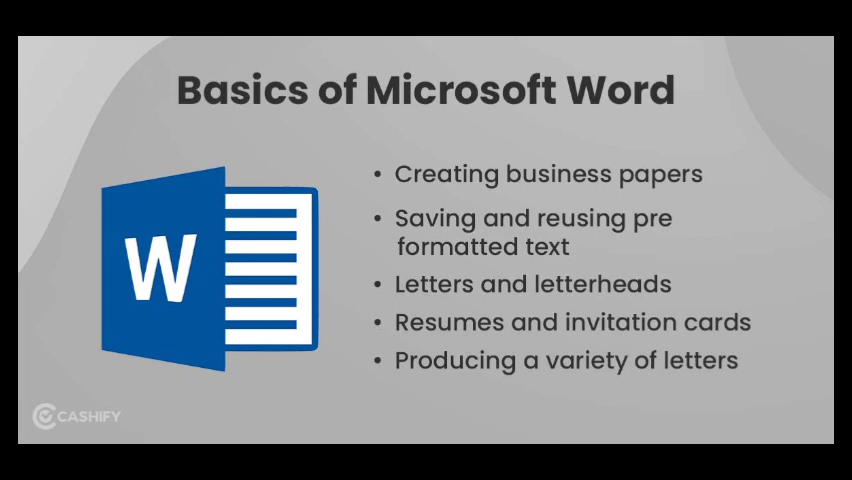 Basics of Microsoft Word
W
• Creating business papers
• Saving and reusing pre
formatted text
• Letters and letterheads
• Resumes and invitation cards
• Producing a variety of letters
CASHIFY